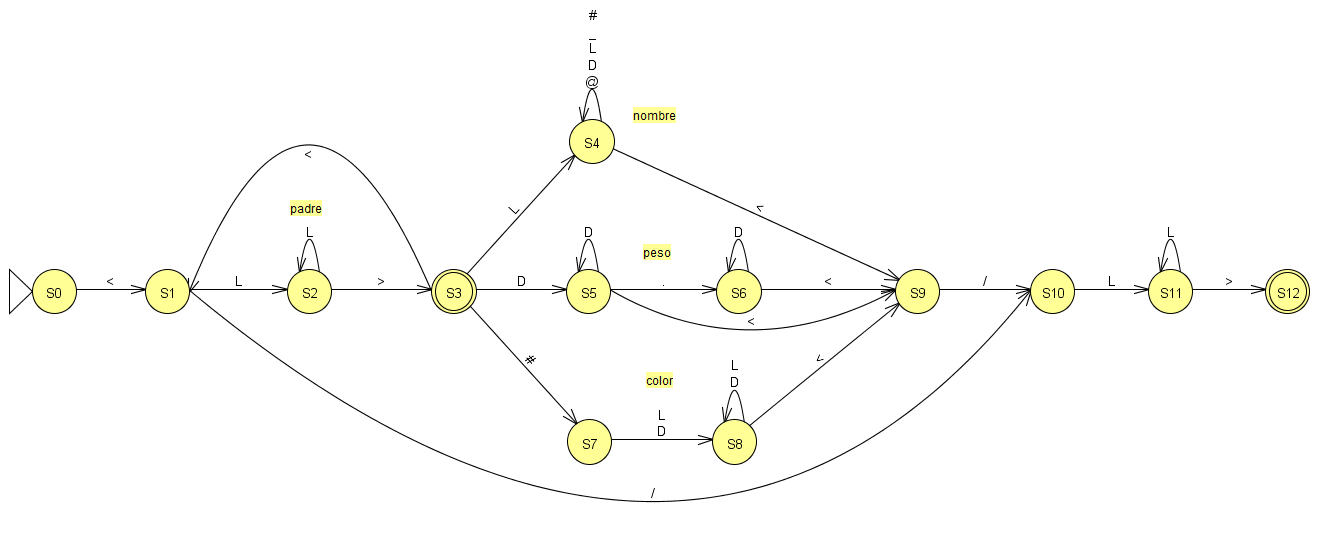 #
_
L
D
@
nombre
<
padre
L
L
<
D
peso
D
S4
S0
<
S1
L
S2
>
S3
D
S5
.
S6
<
S9
/
S10
L
S11
L
>
S12
<
#
color
L
D
<
S7
L
D
S8
/